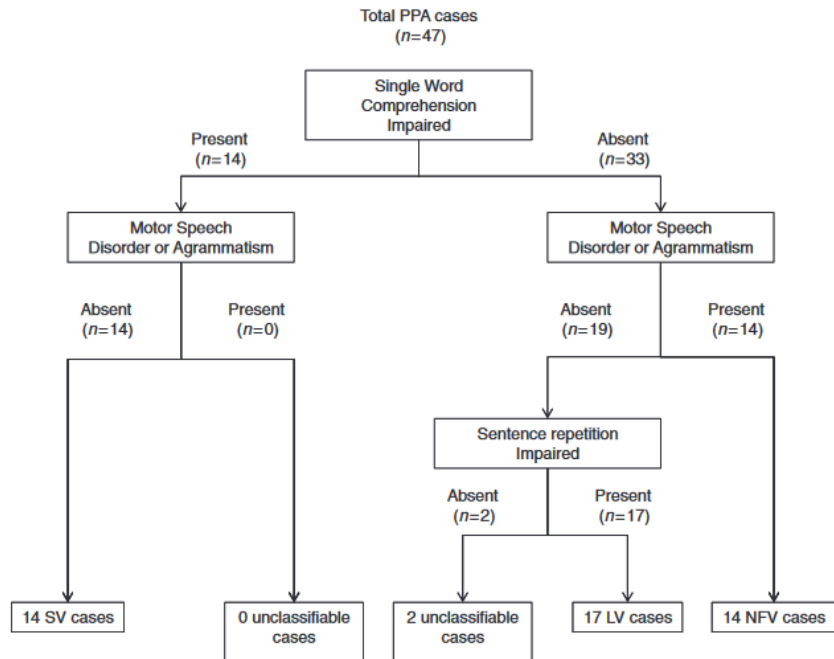 Total PPA cases
(n=47)
Single Word
Comprehension
Impaired
Present
(n=14)
Absent
(n=33)
Motor Speech
Disorder or Agrammatism
Motor Speech
Disorder or Agrammatism
Absent
(n=14)
Present
(n=0)
Absent
(n=19)
Present
(n=14)
Sentence repetition
Impaired
Absent
(n=2)
Present
(n=17)
14 SV cases
0 unclassifiable
cases
2 unclassifiable
cases
17 LV cases
14 NFV cases